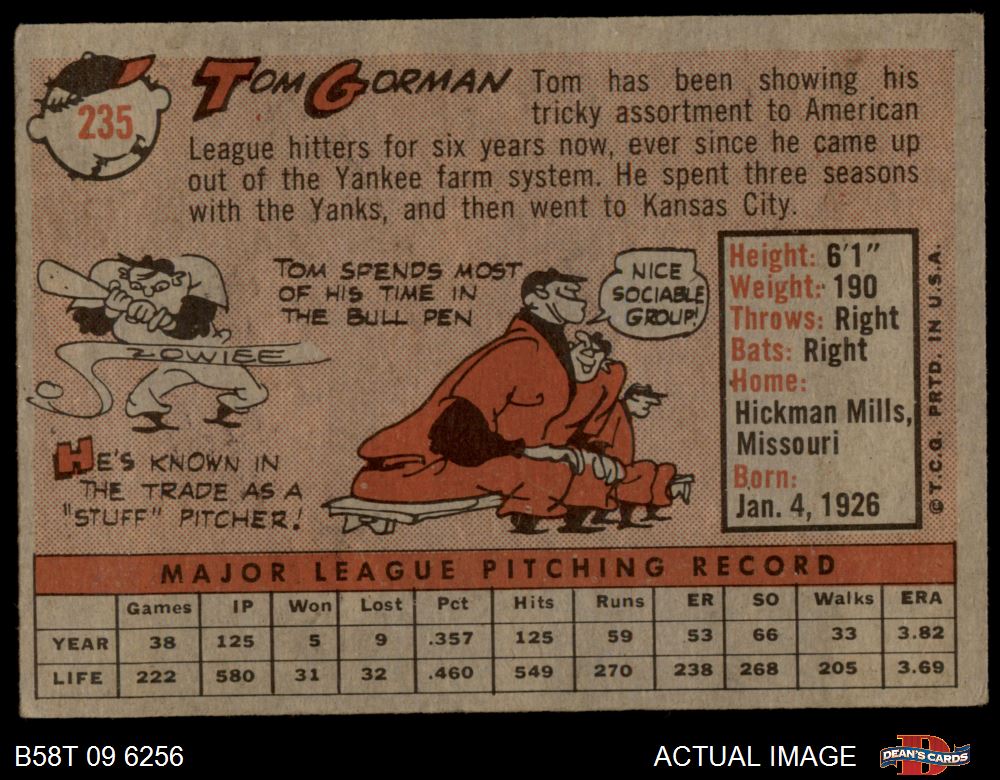 235
TOM GORMAN
Tom has been showing his
tricky assortment to American
League hitters for six years now, ever since he came up
out of the Yankee farm system. He spent three seasons
with the Yanks, and then went to Kansas City.
ZOWIEE
HE'S KNOWN IN
THE TRADE AS A
"STUFF" PITCHER!
TOM SPENDS MOST
OF HIS TIME IN
THE BULL PEN
NICE
SOCIABLE
GROUP!
Height: 6'1"
Weight: 190
Throws: Right
Bats: Right
Home:
Hickman Mills,
Missouri
Born:
Jan. 4, 1926
© T.C.G. PRTD. IN U.S.A.
MAJOR LEAGUE PITCHING RECORD
Games IP Won Lost Pct Hits Runs ER SO Walks ERA
YEAR 38 125 5 9 .357 125 59 53 66 33 3.82
LIFE 222 580 31 32 .460 549 270 238 268 205 3.69
B58T 09 6256
ACTUAL IMAGE
DEAN'S CARDS